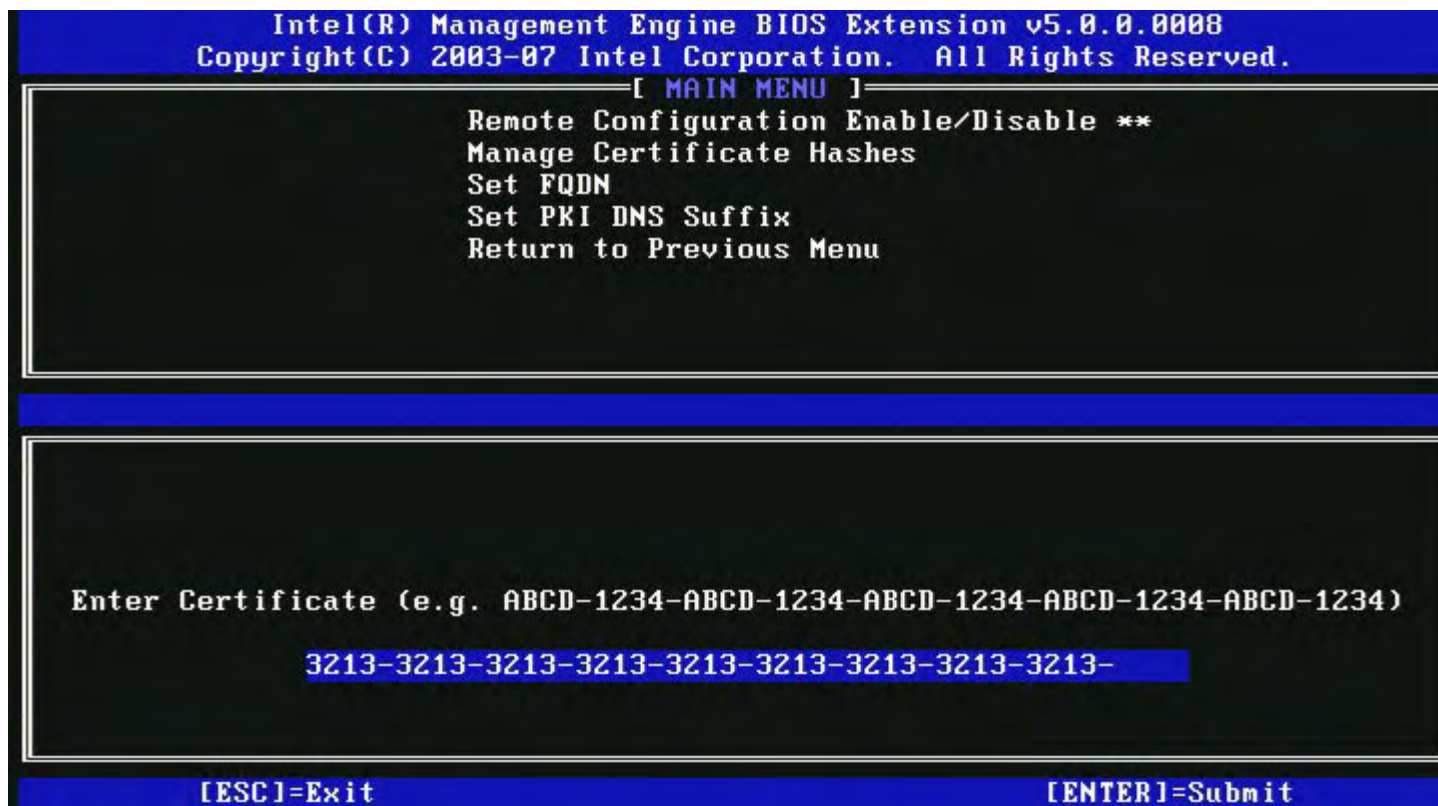 Intel(R) Management Engine BIOS Extension v5.0.0.0008
Copyright(C) 2003-07 Intel Corporation. All Rights Reserved.
[ MAIN MENU ]
Remote Configuration Enable/Disable **
Manage Certificate Hashes
Set FQDN
Set PKI DNS Suffix
Return to Previous Menu
Enter Certificate (e.g. ABCD-1234-ABCD-1234-ABCD-1234-ABCD-1234-ABCD-1234)
3213-3213-3213-3213-3213-3213-3213-3213-3213-
[ESC]=Exit [ENTER]=Submit